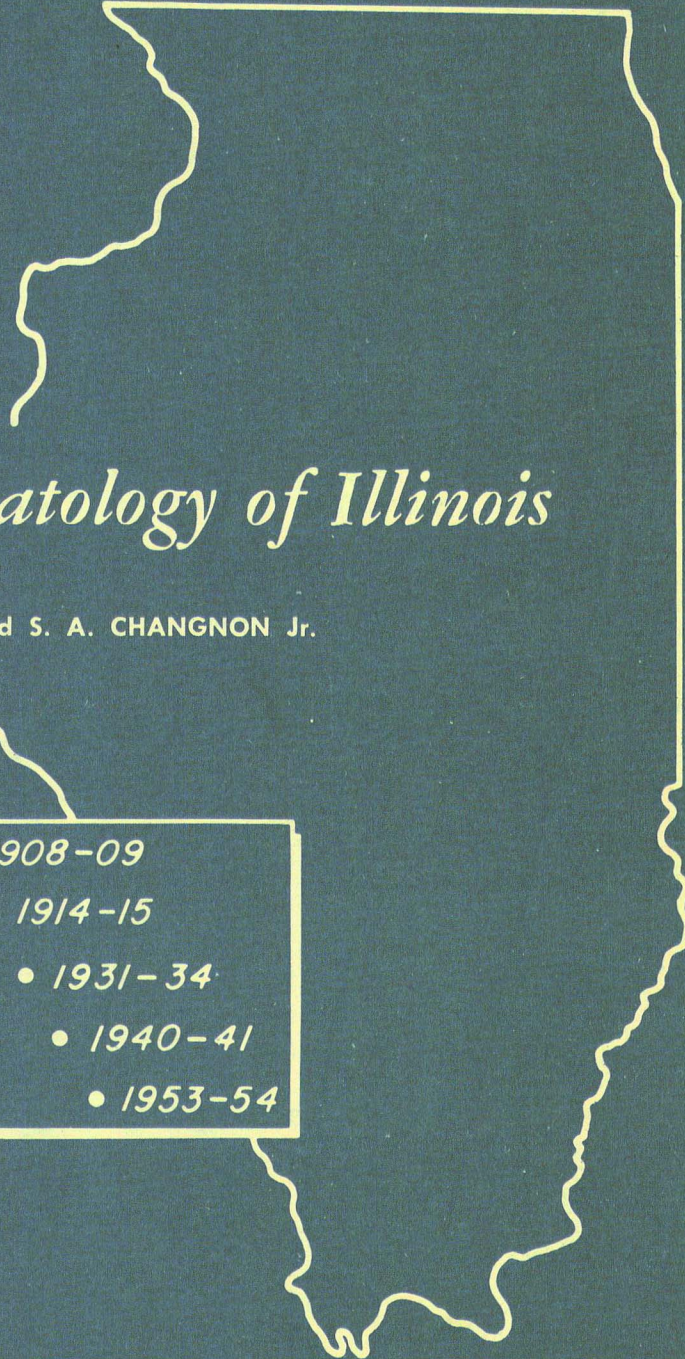 atology of Illinois
d S. A. CHANGNON Jr.
908-09
1914-15
• 1931-34
• 1940-41
• 1953-54